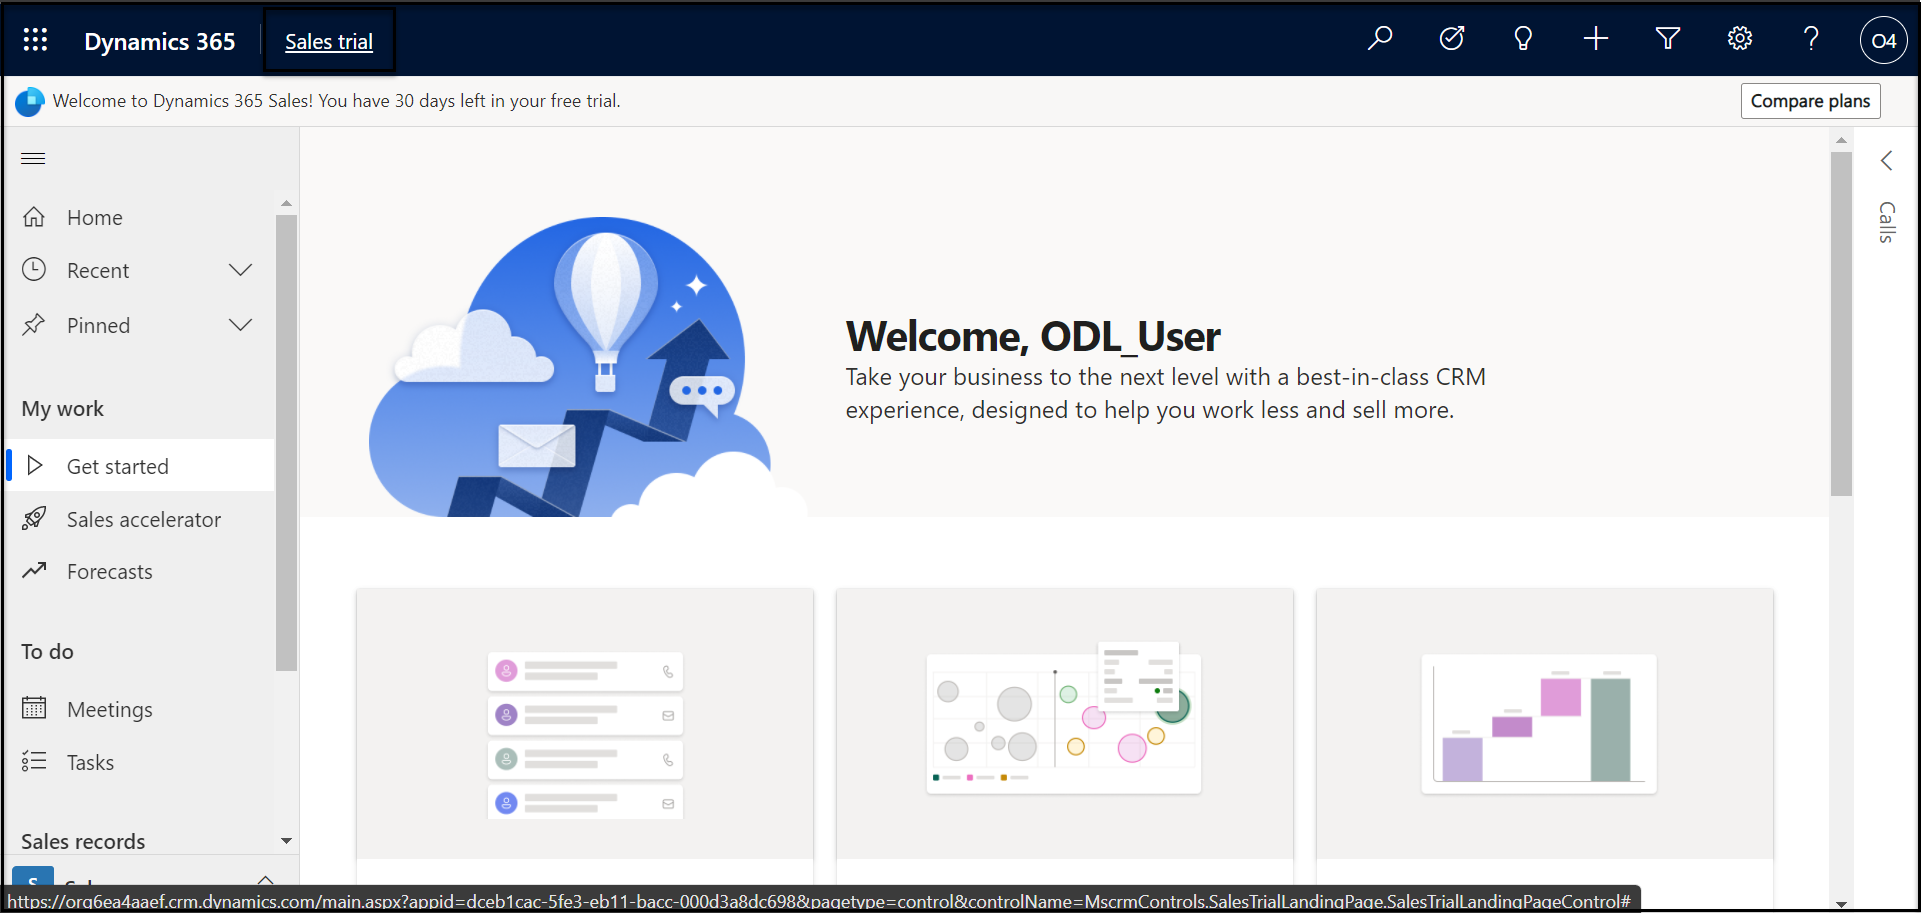 Dynamics 365
Sales trial
?
O4
Welcome to Dynamics 365 Sales! You have 30 days left in your free trial.
Compare plans
Home
Recent
Pinned
My work
Get started
Sales accelerator
Forecasts
To do
Meetings
Tasks
Sales records
S
Welcome, ODL_User
Take your business to the next level with a best-in-class CRM
experience, designed to help you work less and sell more.
Calls
https://org6ea4aaef.crm.dynamics.com/main.aspx?appid=dceb1cac-5fe3-eb11-bacc-000d3a8dc698&pagetype=control&controlName=MscrmControls.SalesTrialLandingPage.SalesTrialLandingPageControl#